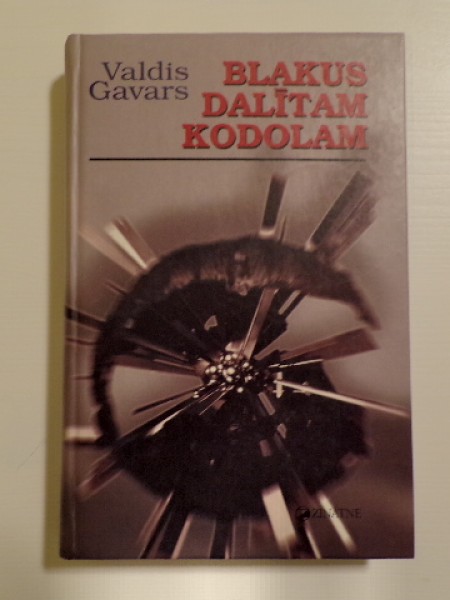 Valdis
Gavars
BLAKUS
DALĪTAM
KODOLAM
ZINĀTNE